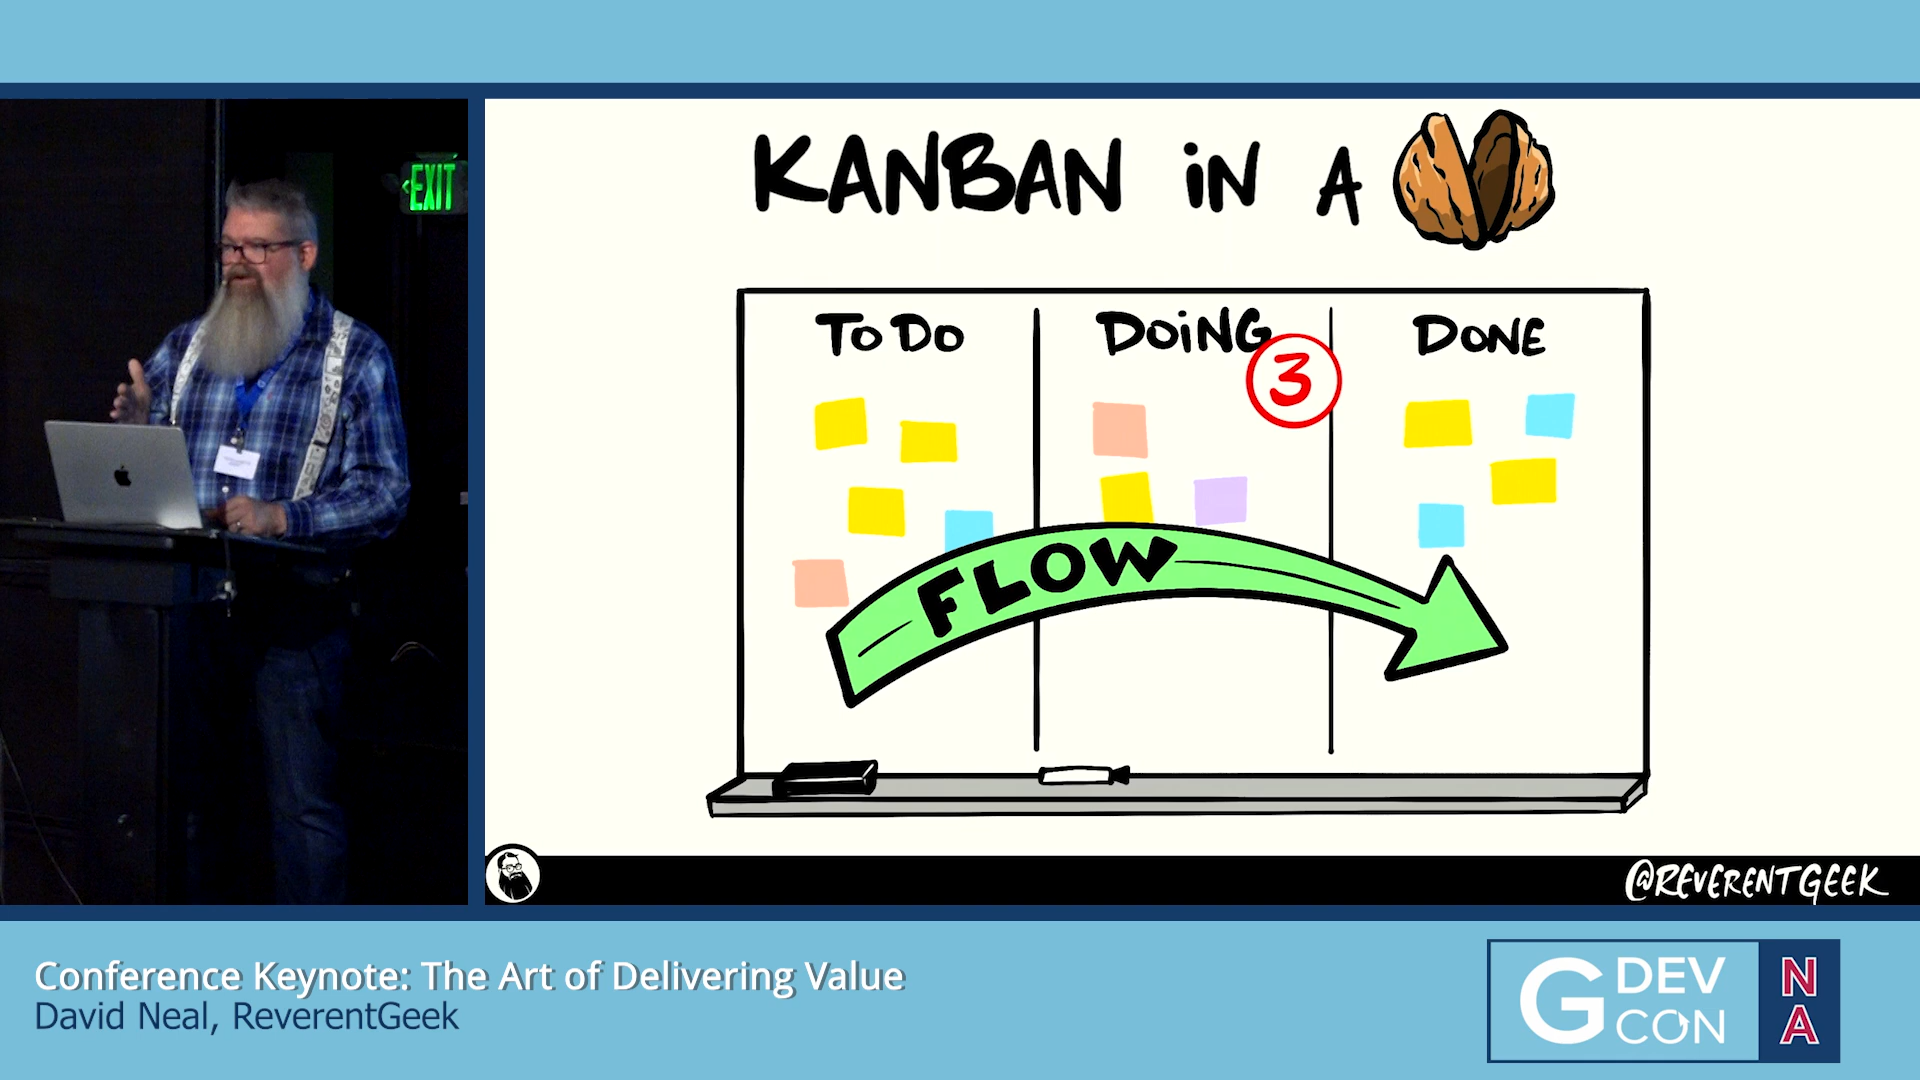 EXIT
KANBAN iN A
TO DO
DOiNG
3
DONE
FLOW
@REVERENTGEEK
Conference Keynote: The Art of Delivering Value
David Neal, ReverentGeek
G DEV CON
N
A